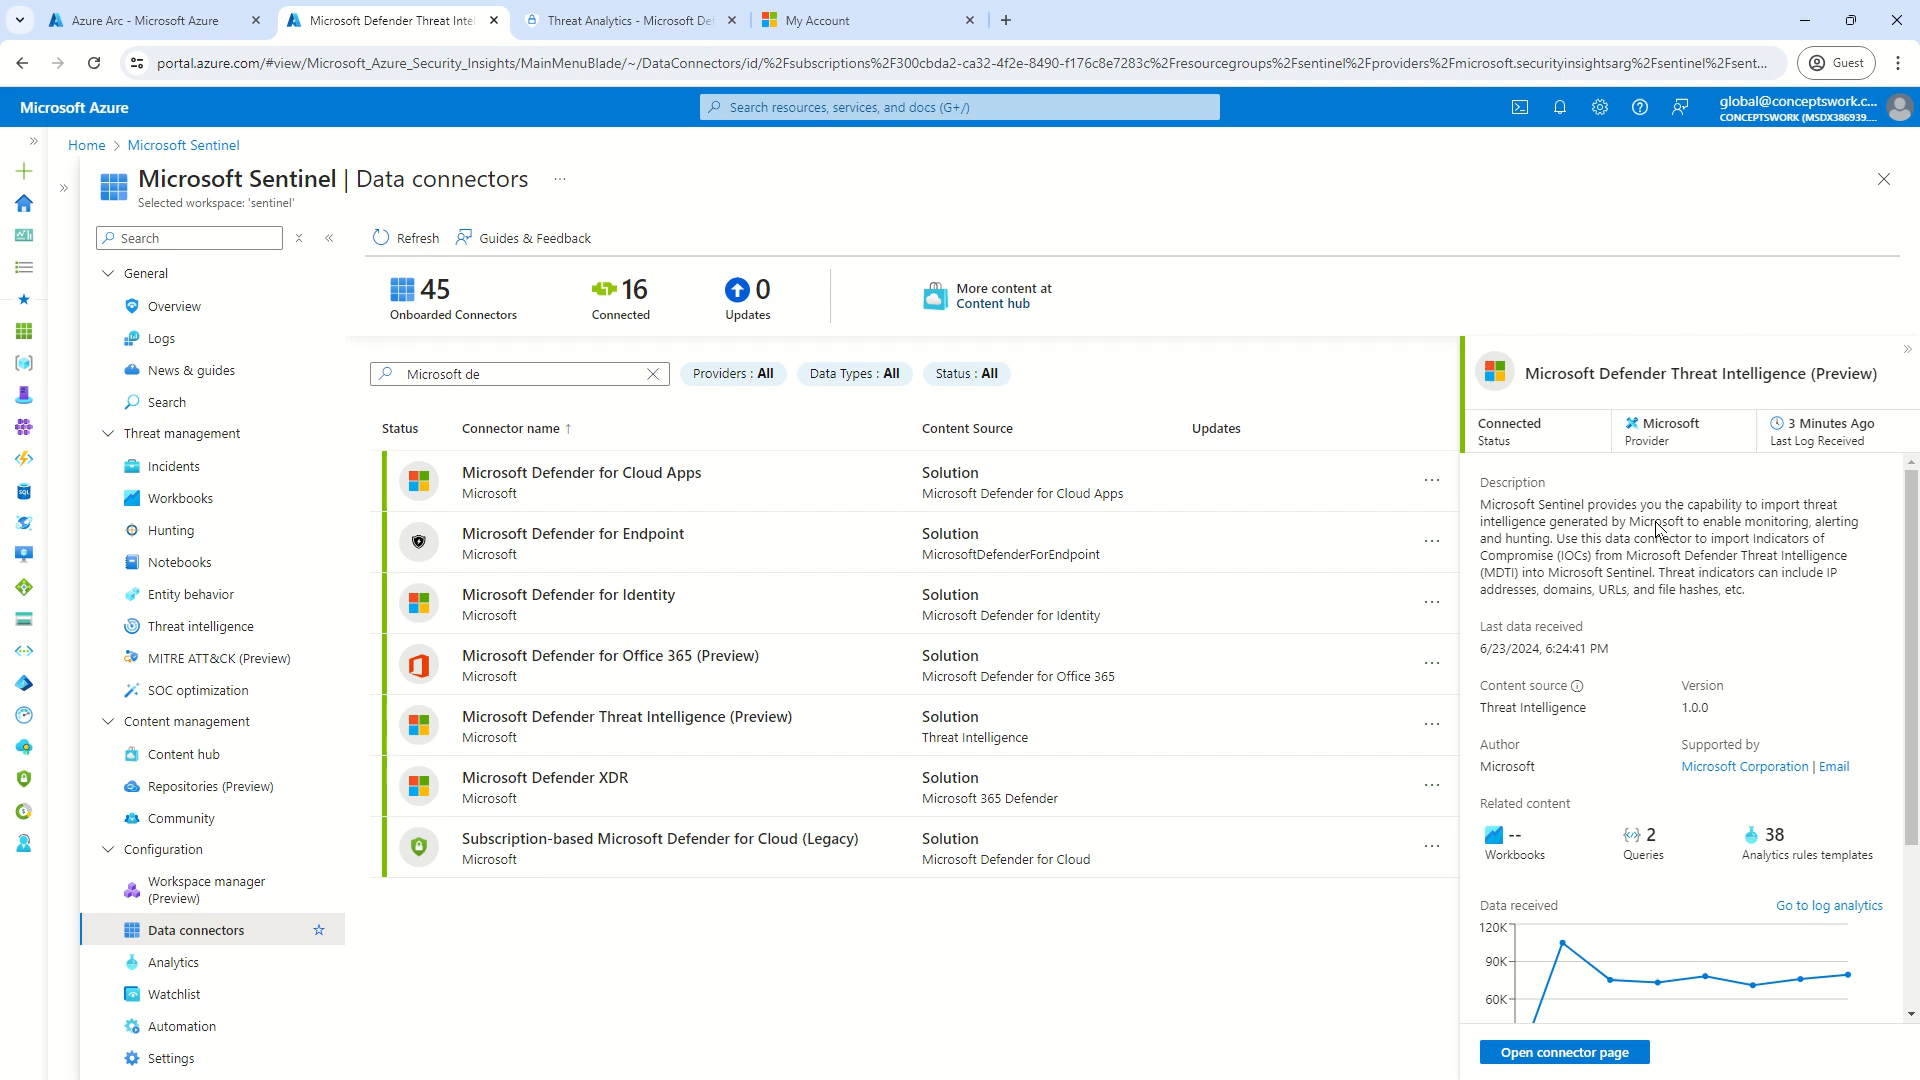 Azure Arc - Microsoft Azure
Microsoft Defender Threat Intel
Threat Analytics - Microsoft De
My Account
portal.azure.com/#view/Microsoft_Azure_Security_Insights/MainMenuBlade/~/DataConnectors/id/%2Fsubscriptions%2F300cbda2-ca32-4f2e-8490-f176c8e7283c%2Fresourcegroups%2Fsentinel%2Fproviders%2Fmicrosoft.securityinsightsarg%2Fsentinel%2Fsent...
Guest
Microsoft Azure
Search resources, services, and docs (G+/)
global@conceptswork.c...
CONCEPTSWORK (MSDX386939....
Home > Microsoft Sentinel
Microsoft Sentinel | Data connectors ...
Selected workspace: 'sentinel'
Search
Refresh
Guides & Feedback
General
Overview
Logs
News & guides
Search
Threat management
Incidents
Workbooks
Hunting
Notebooks
Entity behavior
Threat intelligence
MITRE ATT&CK (Preview)
SOC optimization
Content management
Content hub
Repositories (Preview)
Community
Configuration
Workspace manager
(Preview)
Data connectors
Analytics
Watchlist
Automation
Settings
45
Onboarded Connectors
16
Connected
0
Updates
More content at
Content hub
Microsoft de
Providers : All
Data Types : All
Status : All
Status
Connector name ↑
Content Source
Updates
Microsoft Defender for Cloud Apps
Microsoft
Solution
Microsoft Defender for Cloud Apps
Microsoft Defender for Endpoint
Microsoft
Solution
MicrosoftDefenderForEndpoint
Microsoft Defender for Identity
Microsoft
Solution
Microsoft Defender for Identity
Microsoft Defender for Office 365 (Preview)
Microsoft
Solution
Microsoft Defender for Office 365
Microsoft Defender Threat Intelligence (Preview)
Microsoft
Solution
Threat Intelligence
Microsoft Defender XDR
Microsoft
Solution
Microsoft 365 Defender
Subscription-based Microsoft Defender for Cloud (Legacy)
Microsoft
Solution
Microsoft Defender for Cloud
Microsoft Defender Threat Intelligence (Preview)
Connected
Status
Microsoft
Provider
3 Minutes Ago
Last Log Received
Description
Microsoft Sentinel provides you the capability to import threat
intelligence generated by Microsoft to enable monitoring, alerting
and hunting. Use this data connector to import Indicators of
Compromise (IOCs) from Microsoft Defender Threat Intelligence
(MDTI) into Microsoft Sentinel. Threat indicators can include IP
addresses, domains, URLs, and file hashes, etc.
Last data received
6/23/2024, 6:24:41 PM
Content source
Threat Intelligence
Version
1.0.0
Author
Microsoft
Supported by
Microsoft Corporation | Email
Related content
--
Workbooks
2
Queries
38
Analytics rules templates
Data received
Go to log analytics
120K
90K
60K
Open connector page